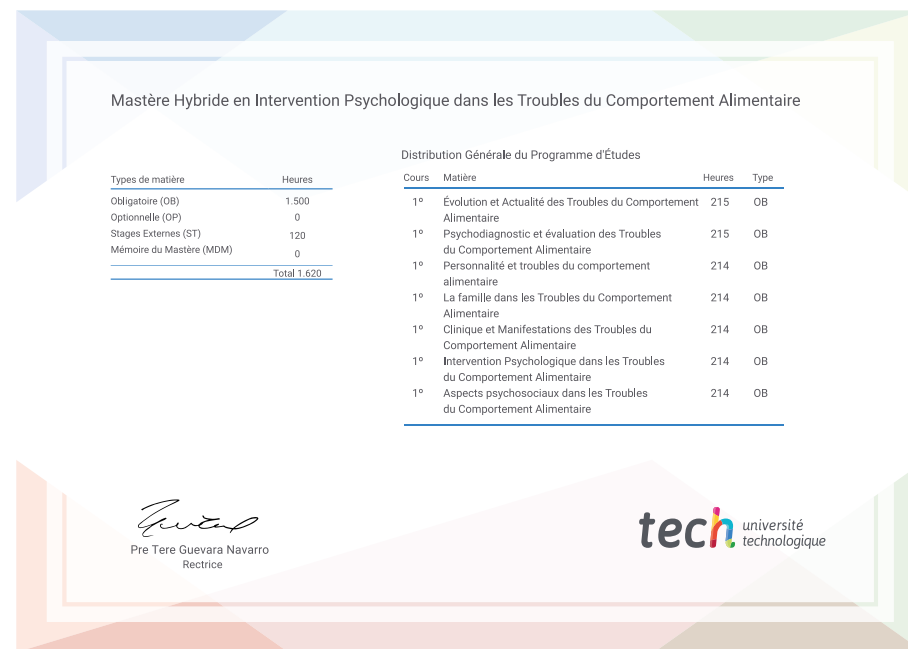 Mastère Hybride en Intervention Psychologique dans les Troubles du Comportement Alimentaire
Types de matière Heures
Obligatoire (OB) 1.500
Optionnelle (OP) 0
Stages Externes (ST) 120
Mémoire du Mastère (MDM) 0
Total 1.620
Distribution Générale du Programme d'Études
Cours Matière Heures Type
1º Évolution et Actualité des Troubles du Comportement 215 OB
Alimentaire
1º Psychodiagnostic et évaluation des Troubles 215 OB
du Comportement Alimentaire
1º Personnalité et troubles du comportement 214 OB
alimentaire
1º La famille dans les Troubles du Comportement 214 OB
Alimentaire
1º Clinique et Manifestations des Troubles du 214 OB
Comportement Alimentaire
1º Intervention Psychologique dans les Troubles 214 OB
du Comportement Alimentaire
1º Aspects psychosociaux dans les Troubles 214 OB
du Comportement Alimentaire
Pre Tere Guevara Navarro
Rectrice
tech université
technologique